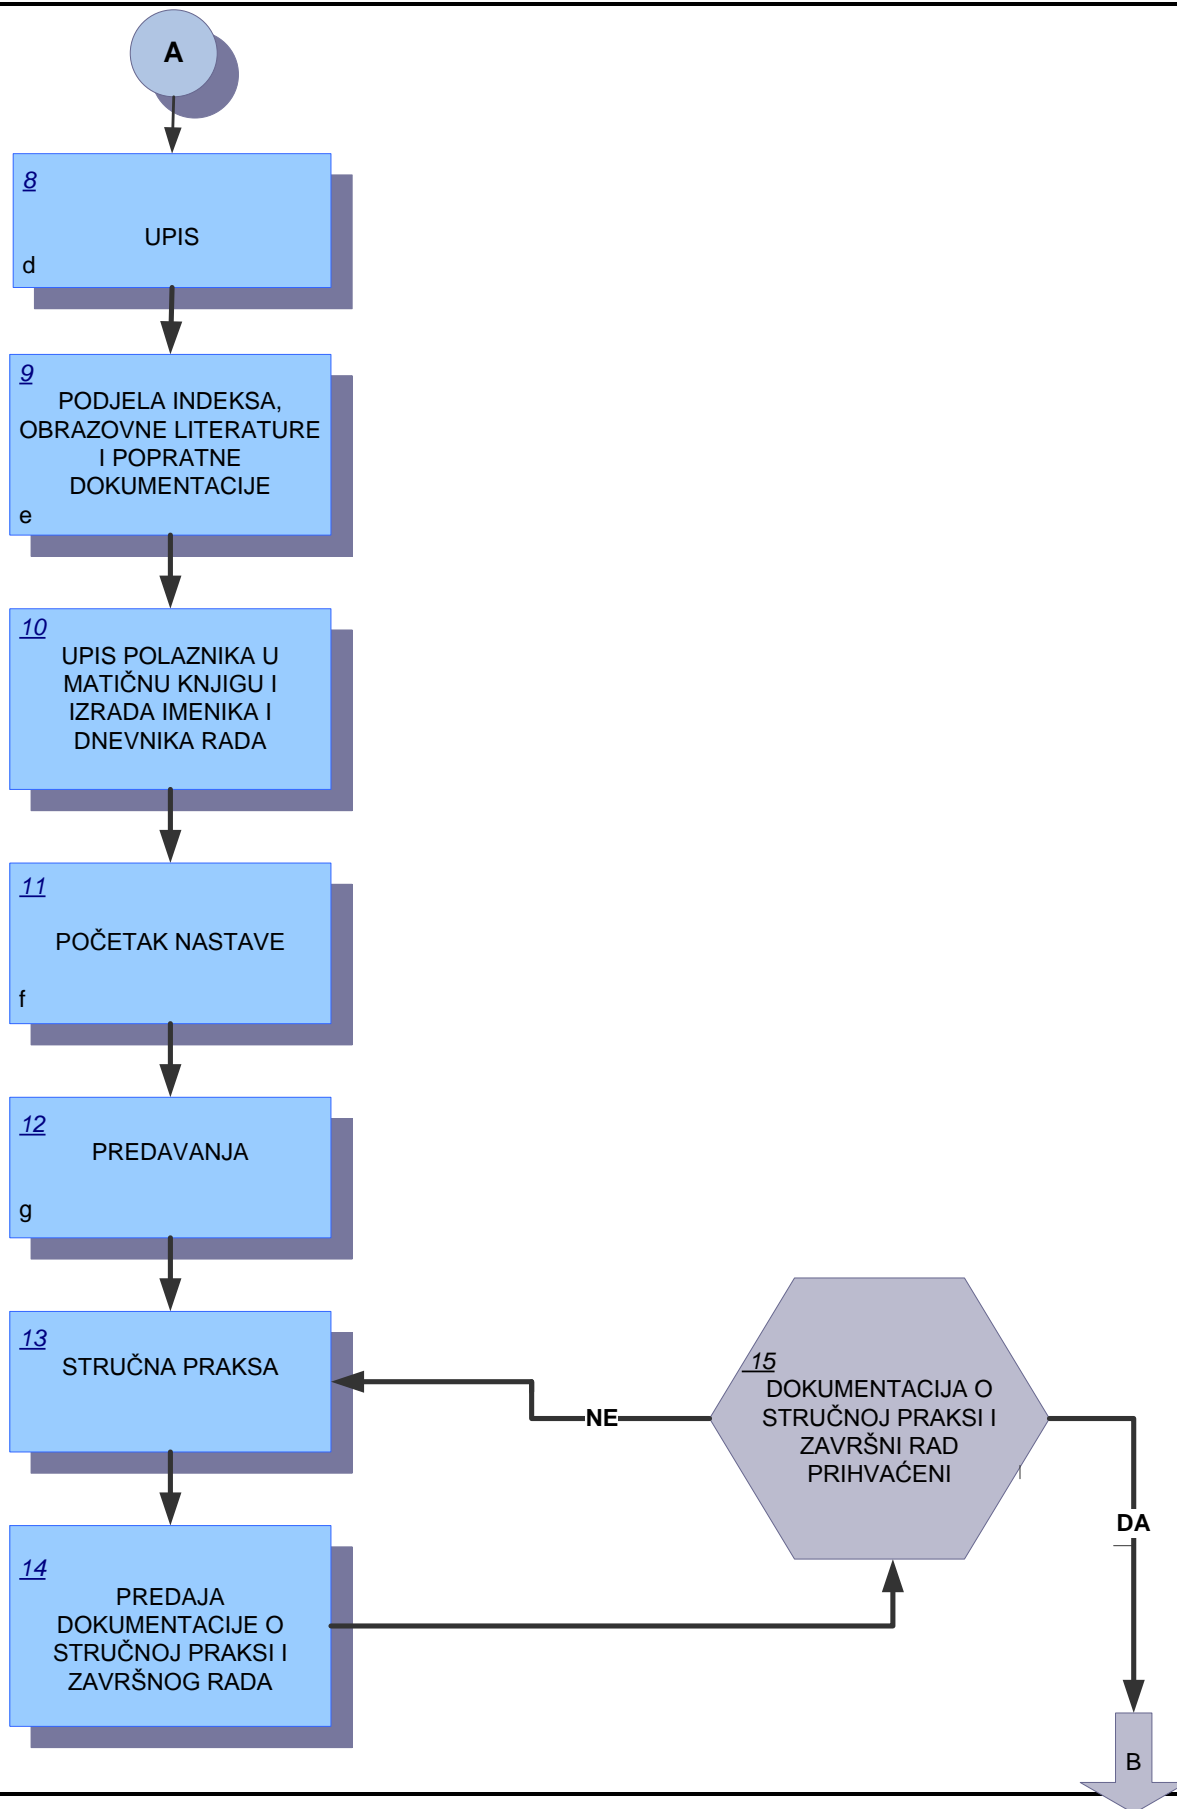 A
8
UPIS
d
9
PODJELA INDEKSA,
OBRAZOVNE LITERATURE
I POPRATNE
DOKUMENTACIJE
e
10
UPIS POLAZNIKA U
MATIČNU KNJIGU I
IZRADA IMENIKA I
DNEVNIKA RADA
11
POČETAK NASTAVE
f
12
PREDAVANJA
g
13
STRUČNA PRAKSA
NE
15
DOKUMENTACIJA O
STRUČNOJ PRAKSI I
ZAVRŠNI RAD
PRIHVAĆENI
DA
14
PREDAJA
DOKUMENTACIJE O
STRUČNOJ PRAKSI I
ZAVRŠNOG RADA
B